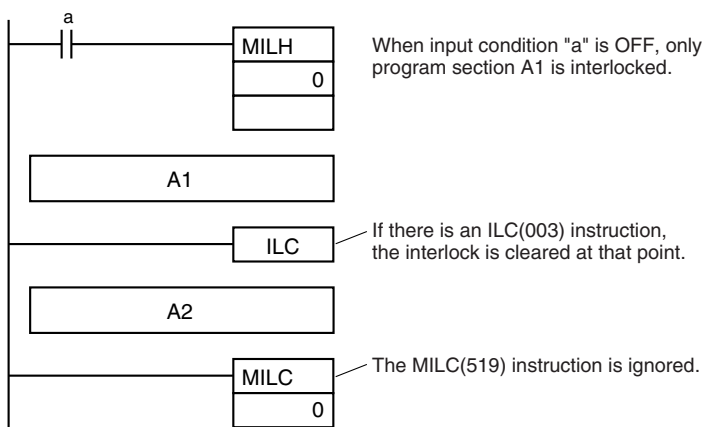 a
MILH
0
When input condition "a" is OFF, only
program section A1 is interlocked.
A1
ILC
If there is an ILC(003) instruction,
the interlock is cleared at that point.
A2
MILC
0
The MILC(519) instruction is ignored.